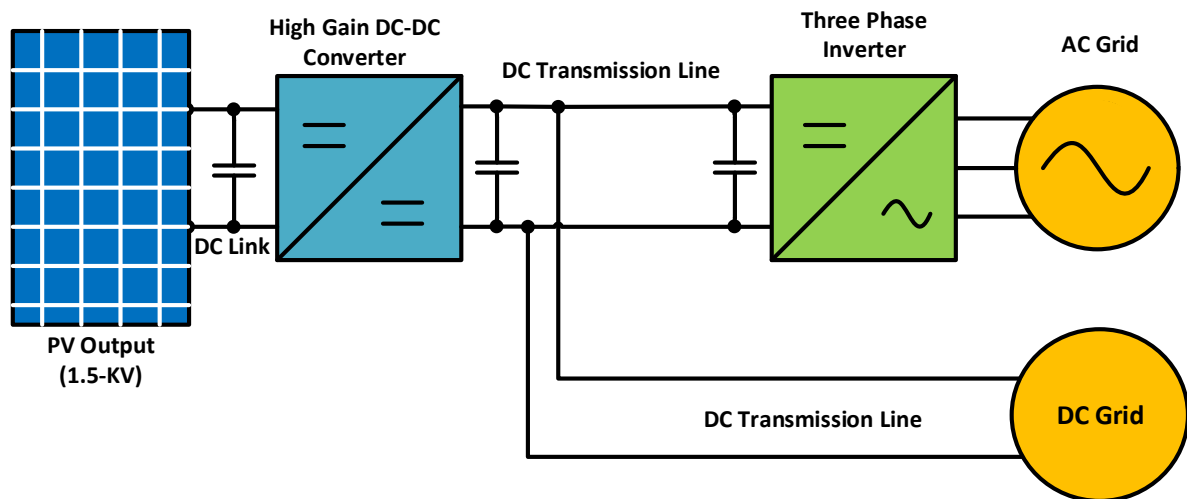 High Gain DC-DC
Converter
DC Transmission Line
Three Phase
Inverter
AC Grid
DC Link
PV Output
(1.5-KV)
DC Transmission Line
DC Grid